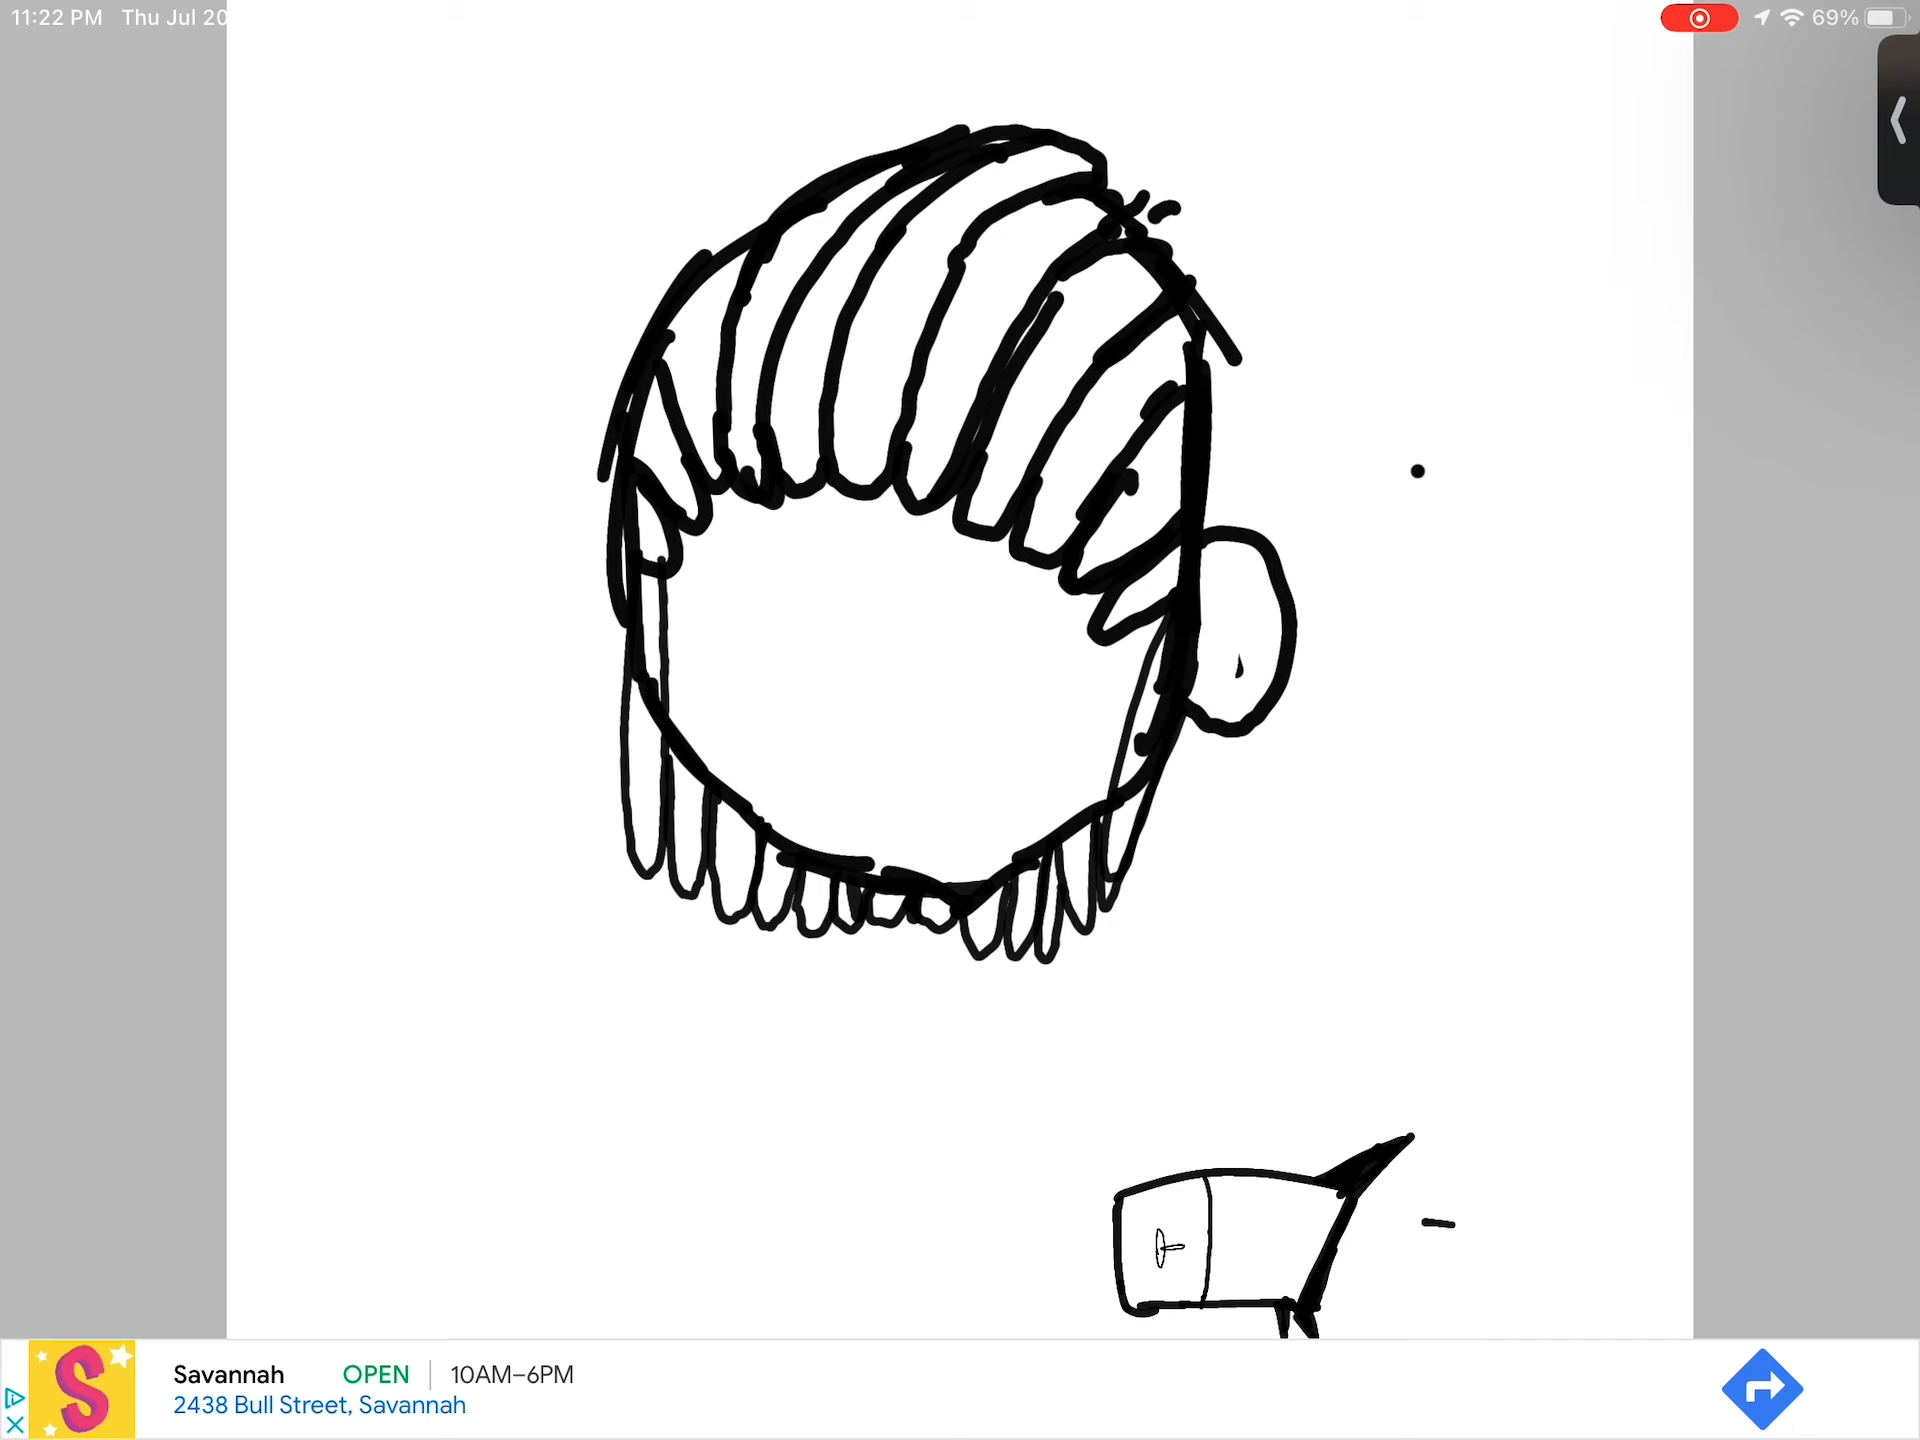 11:22 PM Thu Jul 20
69%
S
Savannah OPEN 10AM–6PM
2438 Bull Street, Savannah